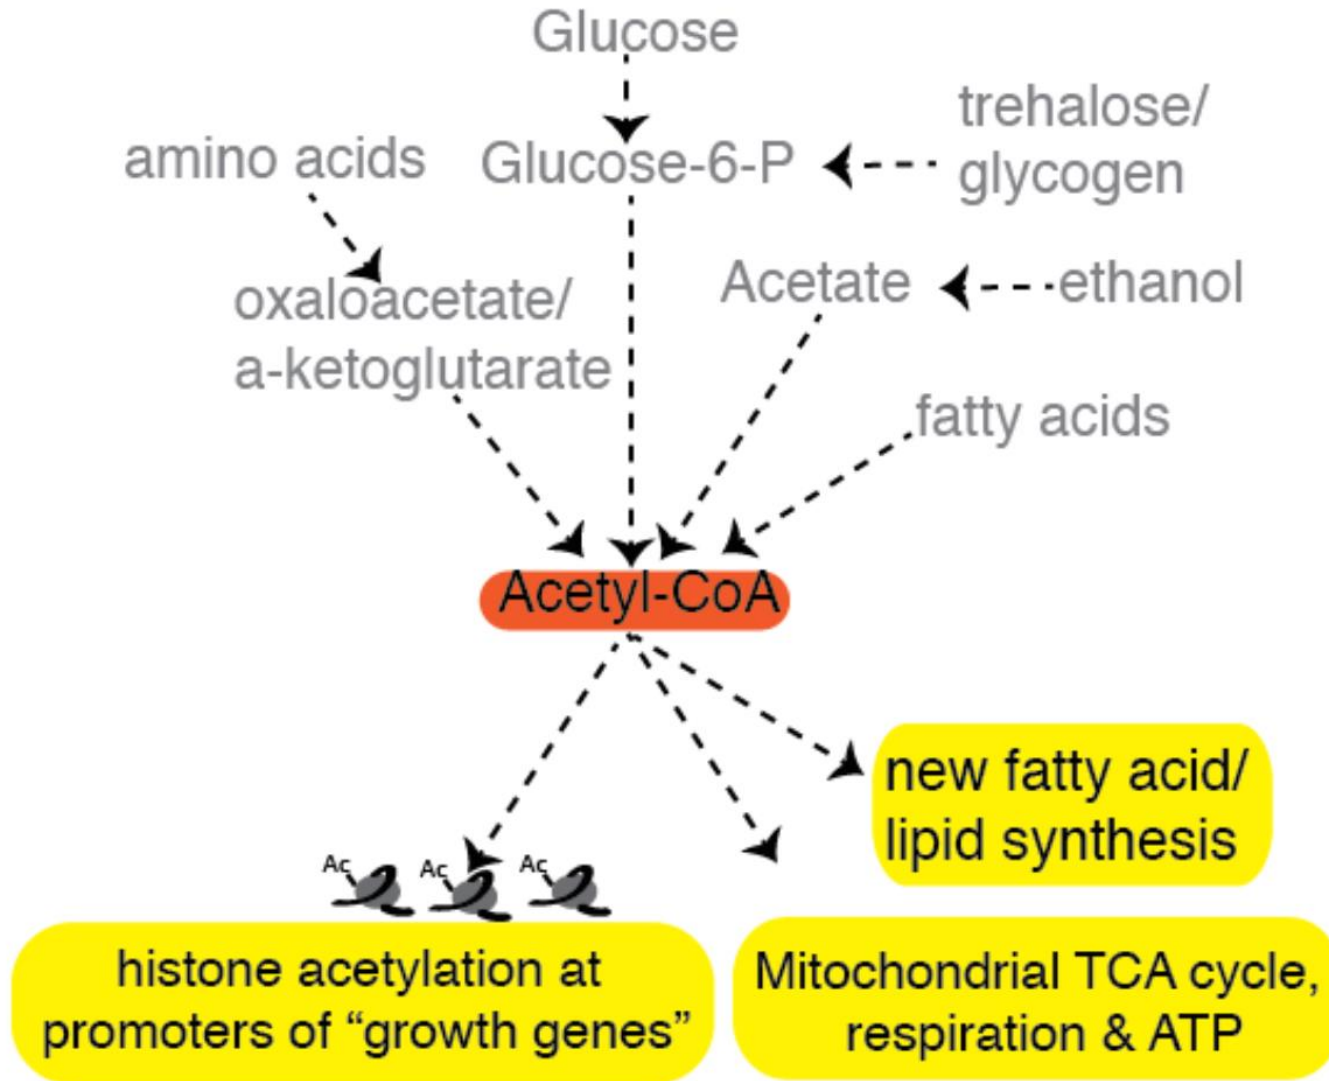 Glucose
trehalose/
glycogen
amino acids
Glucose-6-P
oxaloacetate/
a-ketoglutarate
Acetate
ethanol
fatty acids
Acetyl-CoA
new fatty acid/
lipid synthesis
Ac
Ac
Ac
histone acetylation at
promoters of “growth genes”
Mitochondrial TCA cycle,
respiration & ATP